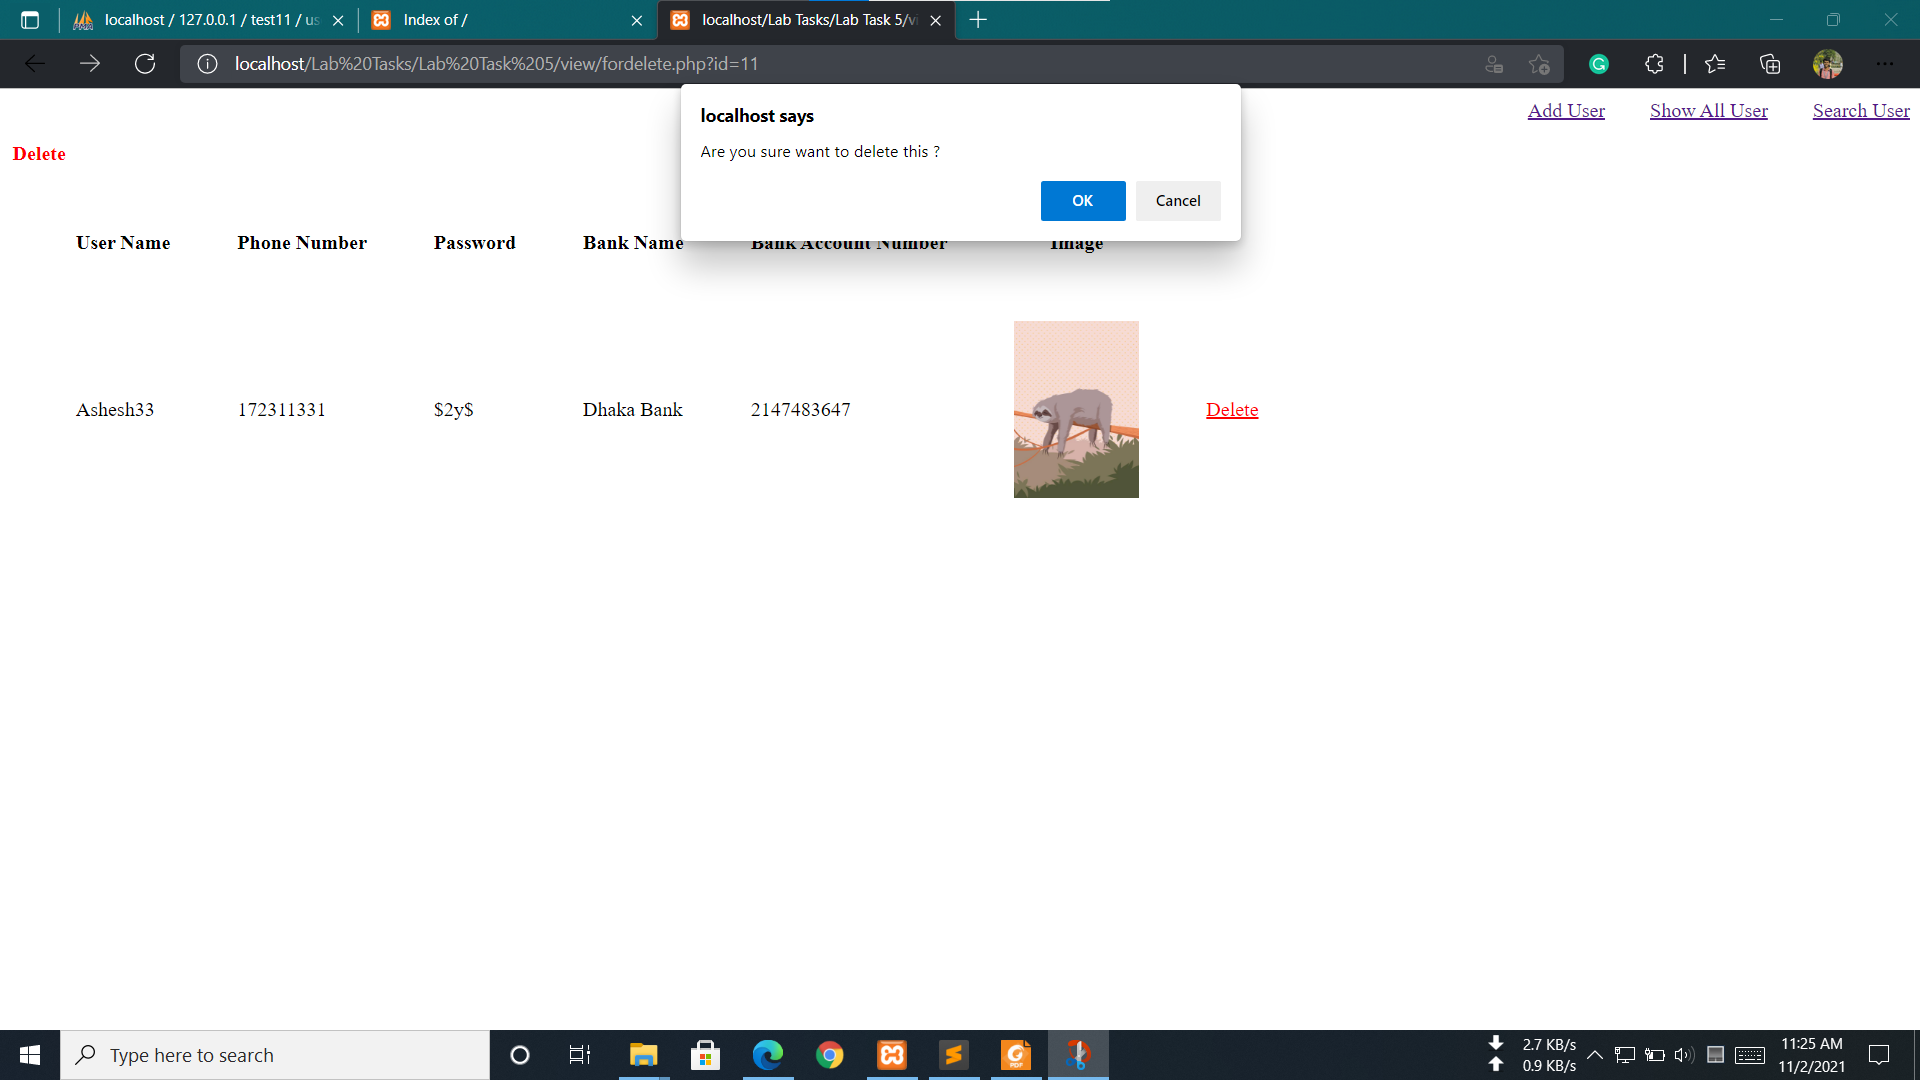 localhost / 127.0.0.1 / test11 / us
Index of /
localhost/Lab Tasks/Lab Task 5/vi
localhost/Lab%20Tasks/Lab%20Task%205/view/fordelete.php?id=11
localhost says
Are you sure want to delete this ?
OK Cancel
Add User Show All User Search User
Delete
User Name Phone Number Password Bank Name Bank Account Number Image
Ashesh33 172311331 $2y$ Dhaka Bank 2147483647 Delete
Type here to search
2.7 KB/s
0.9 KB/s
11:25 AM
11/2/2021